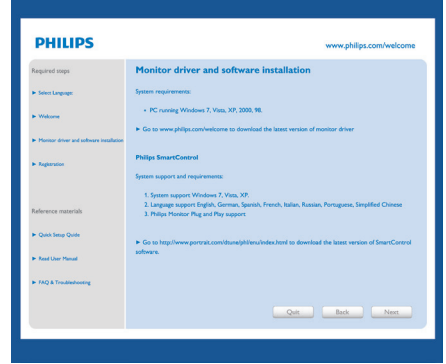 PHILIPS
www.philips.com/welcome
Required steps:
► Select Language:
► Welcome
► Monitor driver and software installation
► Registration
Reference materials
► Quick Setup Guide
► Read User Manual
► FAQ & Troubleshooting
Monitor driver and software installation
System requirements:
• PC running Windows 7, Vista, XP, 2000, 98.
► Go to www.philips.com/welcome to download the latest version of monitor driver
Philips SmartControl
System support and requirements:
1. System support Windows 7, Vista, XP.
2. Language support English, German, Spanish, French, Italian, Russian, Portuguese, Simplified Chinese
3. Philips Monitor Plug and Play support
► Go to http://www.portrait.com/dtune/phl/enu/index.html to download the latest version of SmartControl
software.
Quit
Back
Next